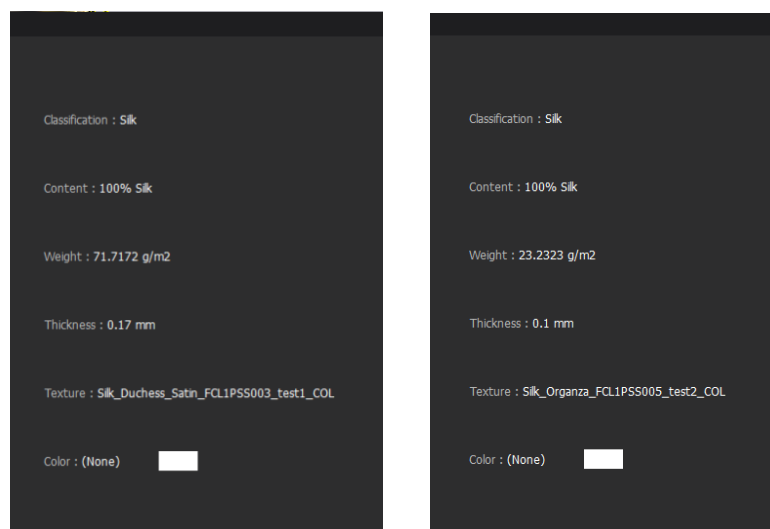 Classification : Silk
Content : 100% Silk
Weight : 71.7172 g/m2
Thickness : 0.17 mm
Texture : Silk_Duchess_Satin_FCL1PSS003_test1_COL
Color : (None)
Classification : Silk
Content : 100% Silk
Weight : 23.2323 g/m2
Thickness : 0.1 mm
Texture : Silk_Organza_FCL1PSS005_test2_COL
Color : (None)